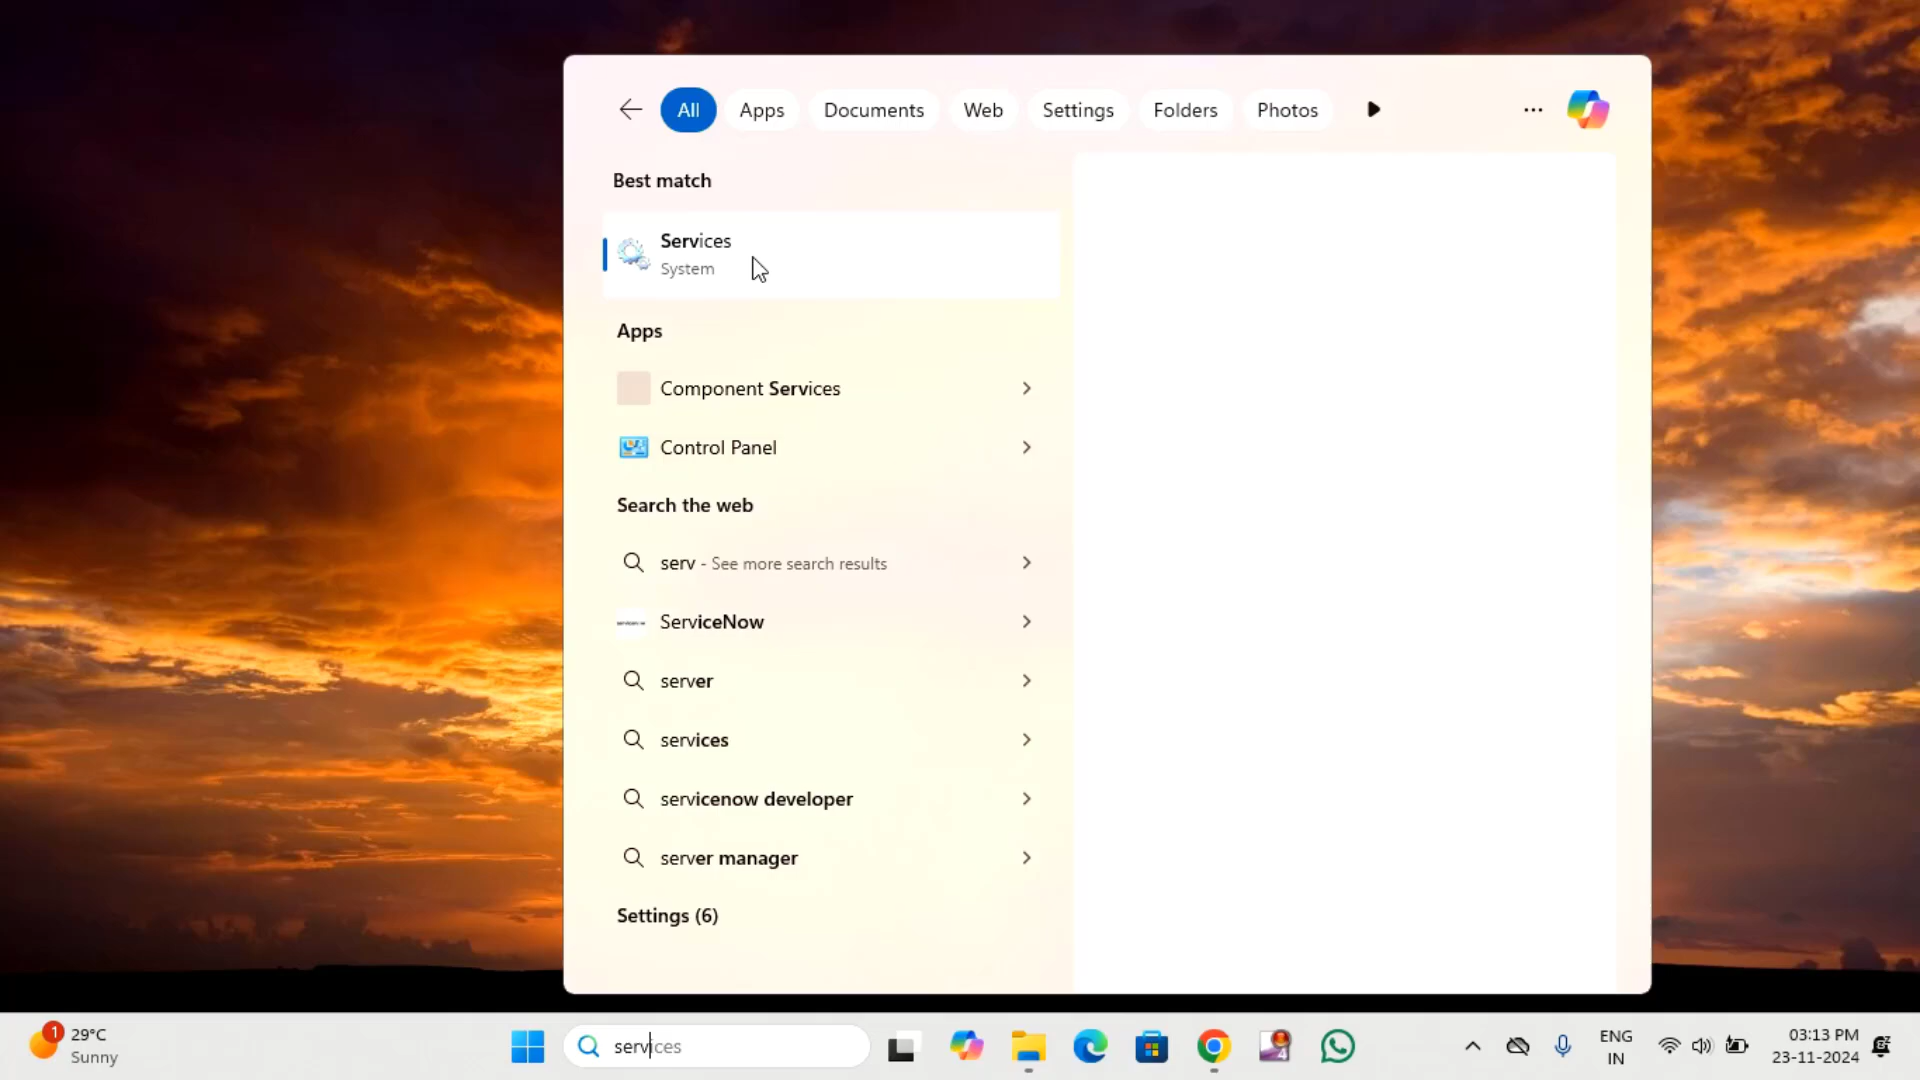 All
Apps
Documents
Web
Settings
Folders
Photos
Best match
Services
System
Apps
Component Services
Control Panel
Search the web
serv - See more search results
ServiceNow
server
services
servicenow developer
server manager
Settings (6)
1
29°C
Sunny
services
4
ENG
IN
03:13 PM
23-11-2024